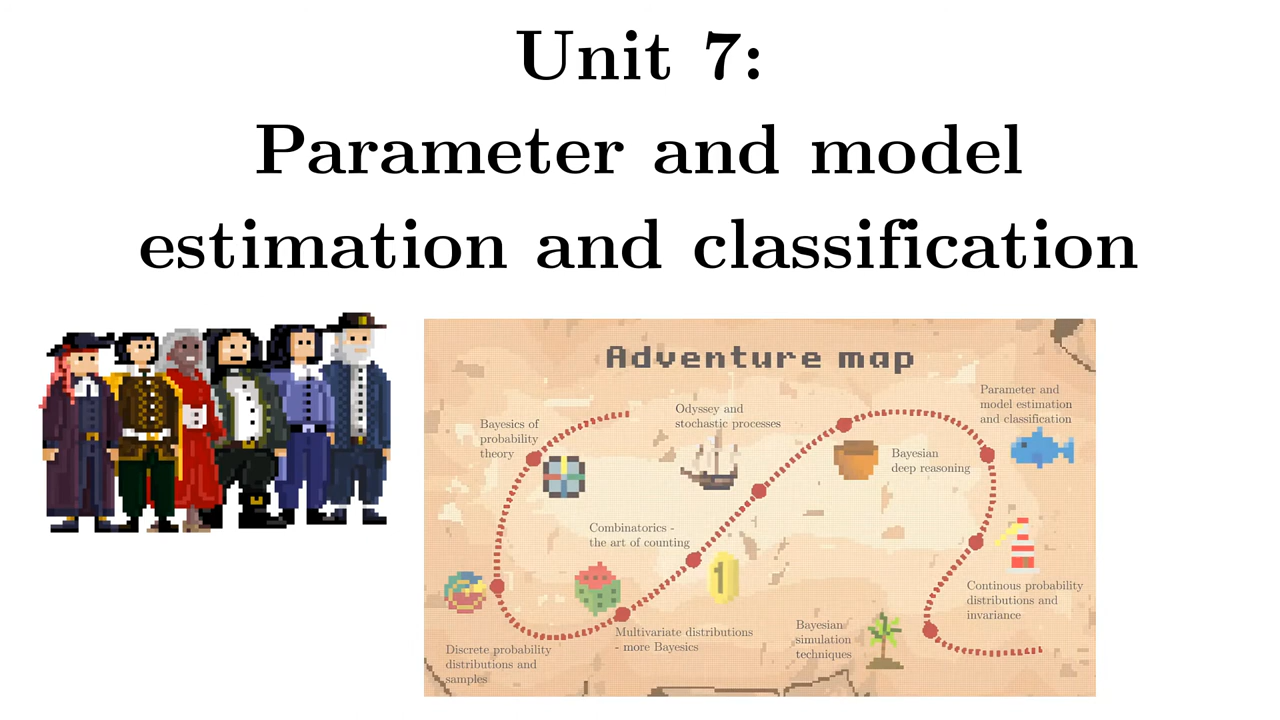 Unit 7:
Parameter and model
estimation and classification
Adventure map
Parameter and
model estimation
and classification
Odyssey and
stochastic processes
Bayesics of
probability
theory
Bayesian
deep reasoning
Combinatorics -
the art of counting
1
Continous probability
distributions and
invariance
Bayesian
simulation
techniques
Multivariate distributions
- more Bayesics
Discrete probability
distributions and
samples